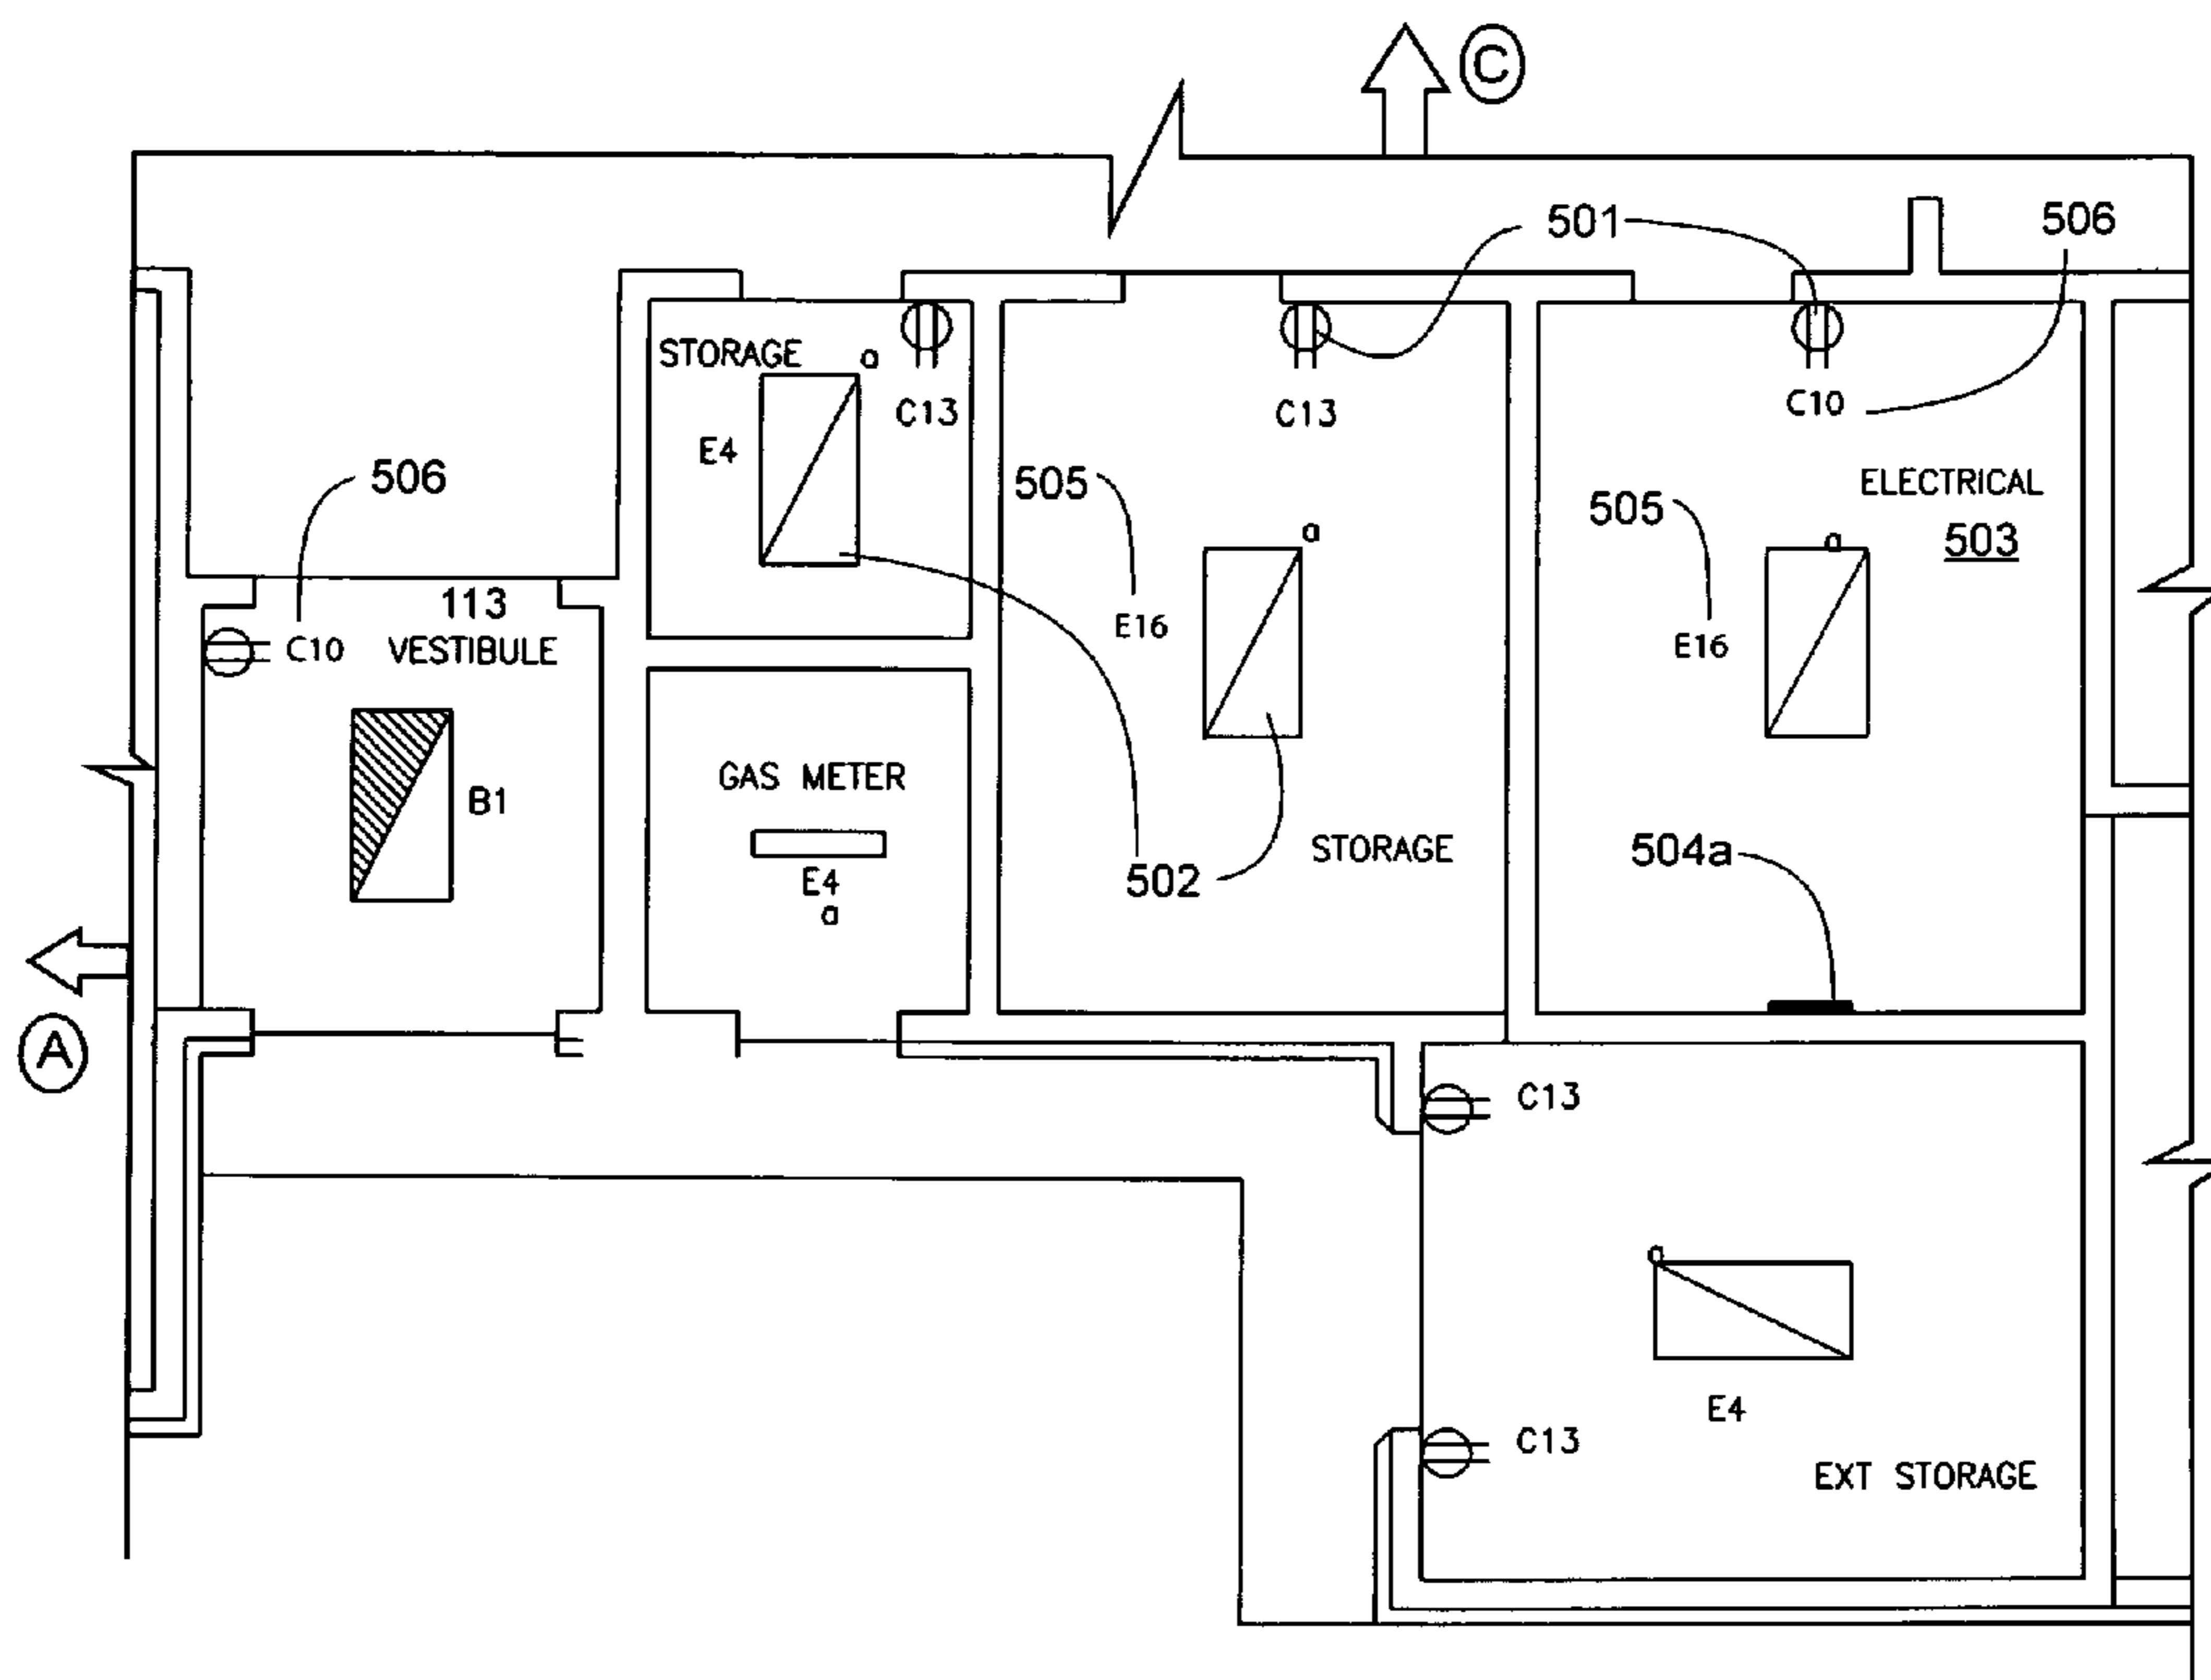 C
501
506
STORAGE
a
C13
C13
C10
E4
506
505
505
ELECTRICAL
503
a
a
113
C10
VESTIBULE
E16
E16
GAS METER
B1
E4
a
502
STORAGE
504a
A
C13
a
E4
C13
EXT STORAGE